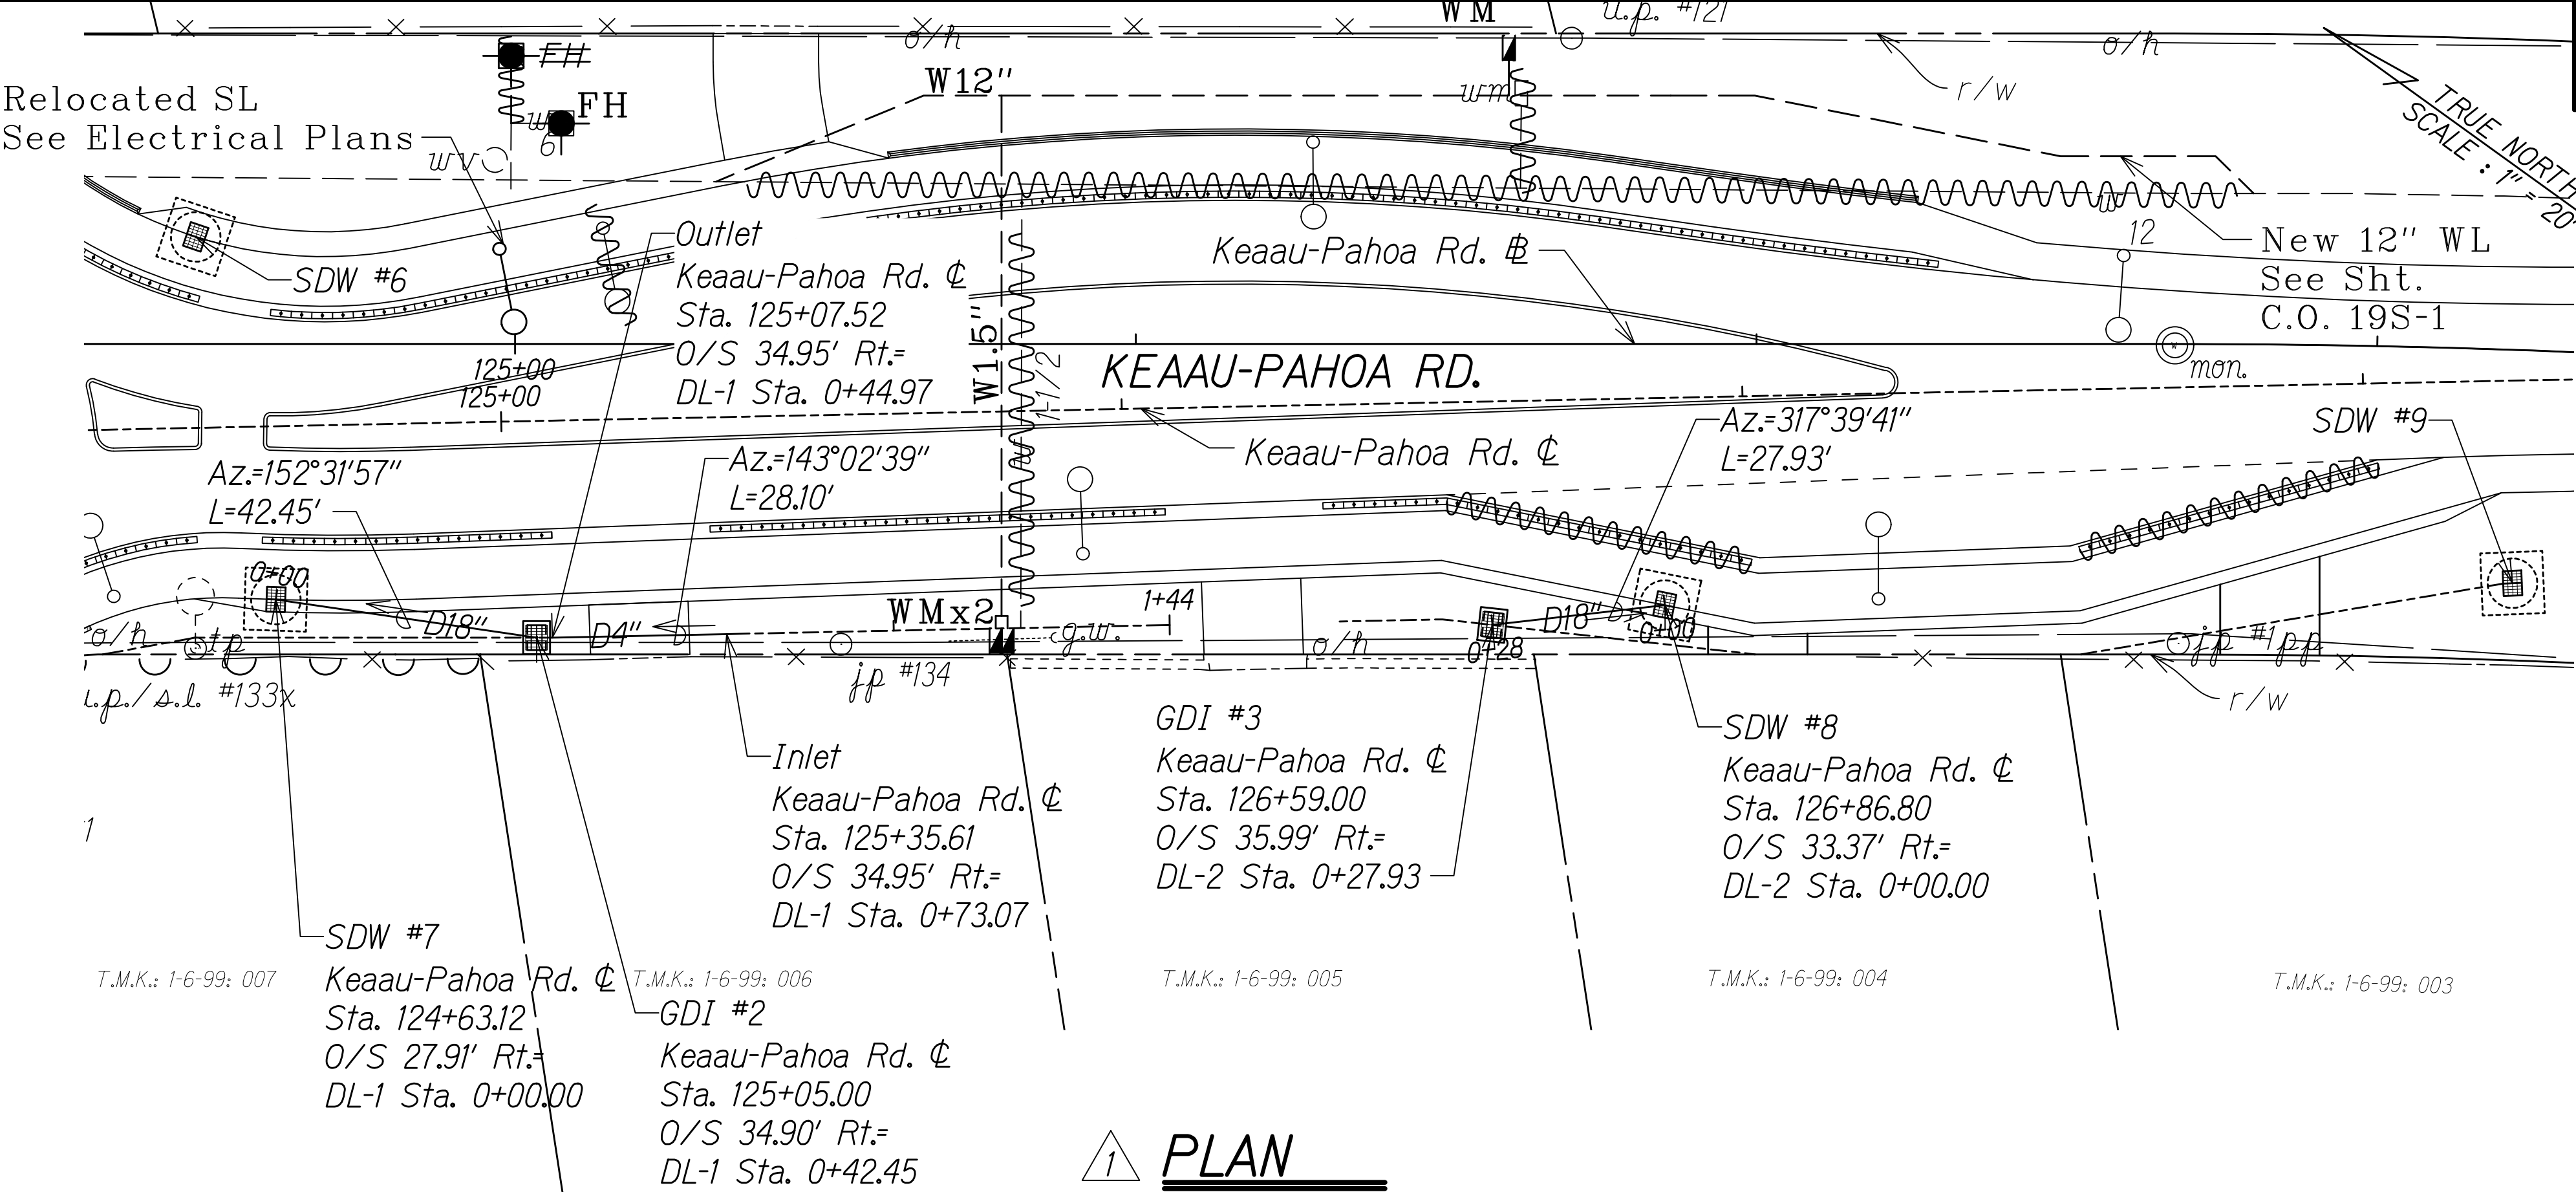 WM
u.p. #121
o/h
FH
o/h
W12"
wm
r/w
TRUE NORTH
SCALE : 1" = 20'
Relocated SL
See Electrical Plans
FH
w
6
wv
w
12
New 12" WL
See Sht.
C.O. 19S-1
SDW #6
Outlet
Keaau-Pahoa Rd. ℄
Sta. 125+07.52
O/S 34.95' Rt.=
DL-1 Sta. 0+44.97
Keaau-Pahoa Rd. B
W1.5"
1-1/2
w
KEAAU-PAHOA RD.
mon.
125+00
125+00
Keaau-Pahoa Rd. ℄
Az.=152°31'57"
L=42.45'
Az.=143°02'39"
L=28.10'
Az.=317°39'41"
L=27.93'
SDW #9
0+00
D18"
D4"
D
WMx2
g.w.
1+44
o/h
D18"
D
0+28
0+00
o/h
stp
u.p./s.l. #133x
jp #134
jp #1pp
r/w
Inlet
Keaau-Pahoa Rd. ℄
Sta. 125+35.61
O/S 34.95' Rt.=
DL-1 Sta. 0+73.07
GDI #3
Keaau-Pahoa Rd. ℄
Sta. 126+59.00
O/S 35.99' Rt.=
DL-2 Sta. 0+27.93
SDW #8
Keaau-Pahoa Rd. ℄
Sta. 126+86.80
O/S 33.37' Rt.=
DL-2 Sta. 0+00.00
SDW #7
Keaau-Pahoa Rd. ℄
Sta. 124+63.12
O/S 27.91' Rt.=
DL-1 Sta. 0+00.00
T.M.K.: 1-6-99: 007
T.M.K.: 1-6-99: 006
T.M.K.: 1-6-99: 005
T.M.K.: 1-6-99: 004
T.M.K.: 1-6-99: 003
GDI #2
Keaau-Pahoa Rd. ℄
Sta. 125+05.00
O/S 34.90' Rt.=
DL-1 Sta. 0+42.45
1
PLAN